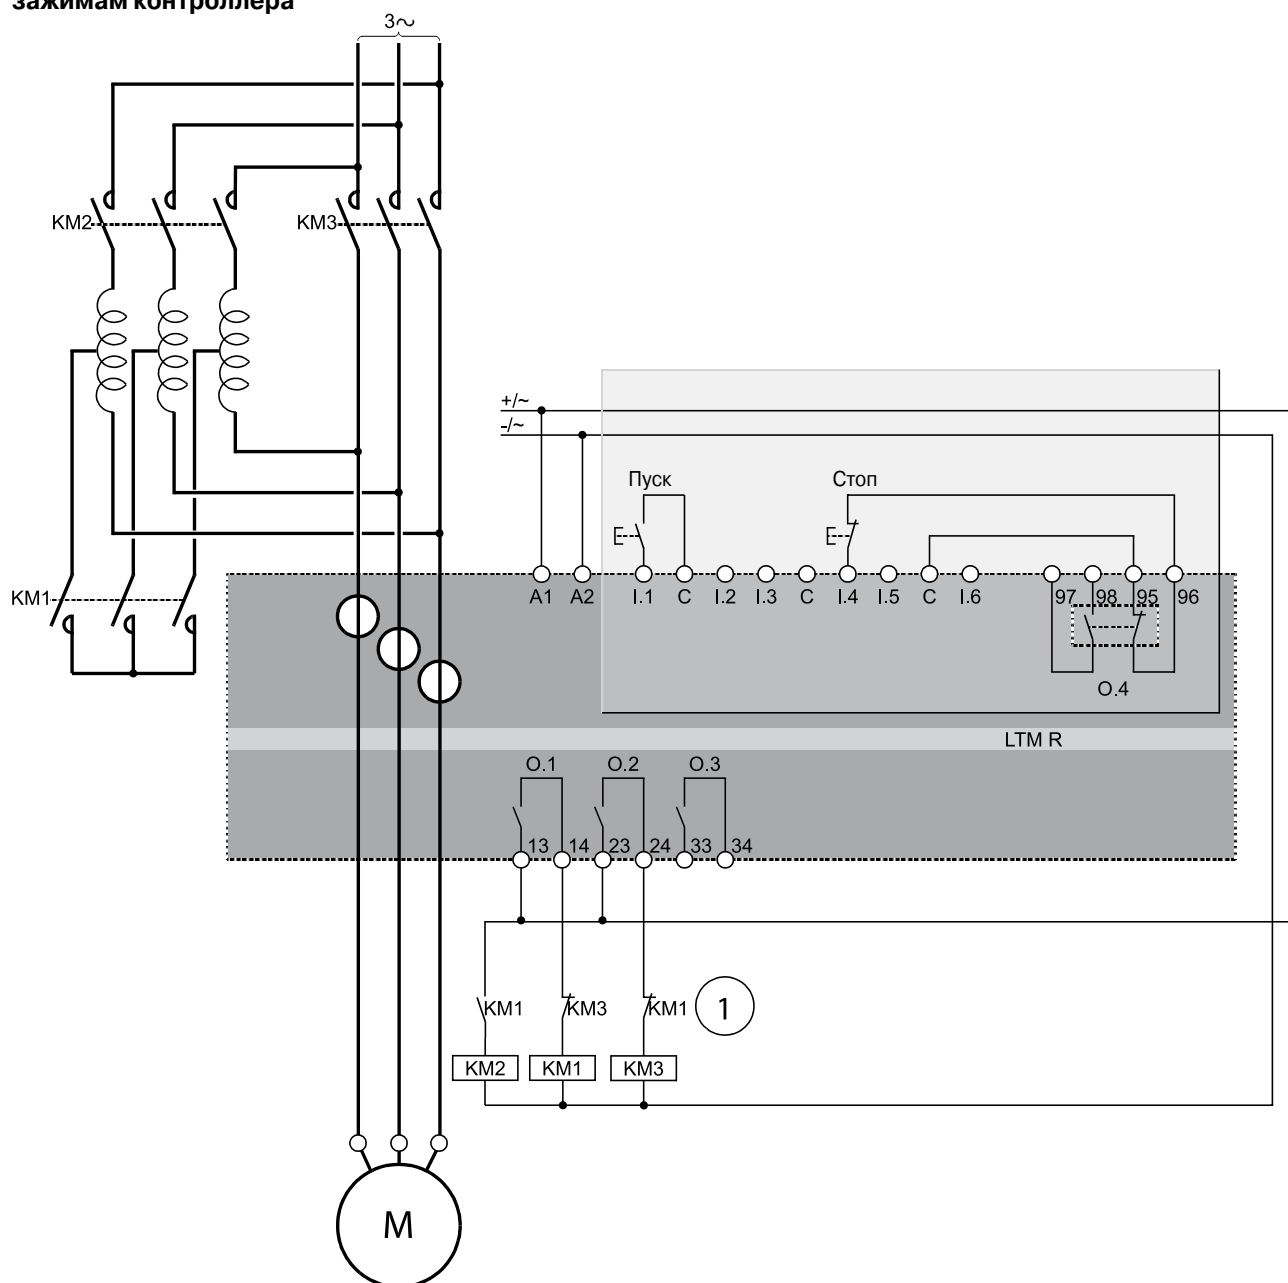 зажимам контроллера
3~
KM2
KM3
+/~
-/~
Пуск
Стоп
KM1
A1 A2 I.1 C I.2 I.3 C I.4 I.5 C I.6 97 98 95 96
O.4
LTM R
O.1 O.2 O.3
13 14 23 24 33 34
KM1 KM3 KM1 1
KM2 KM1 KM3
M